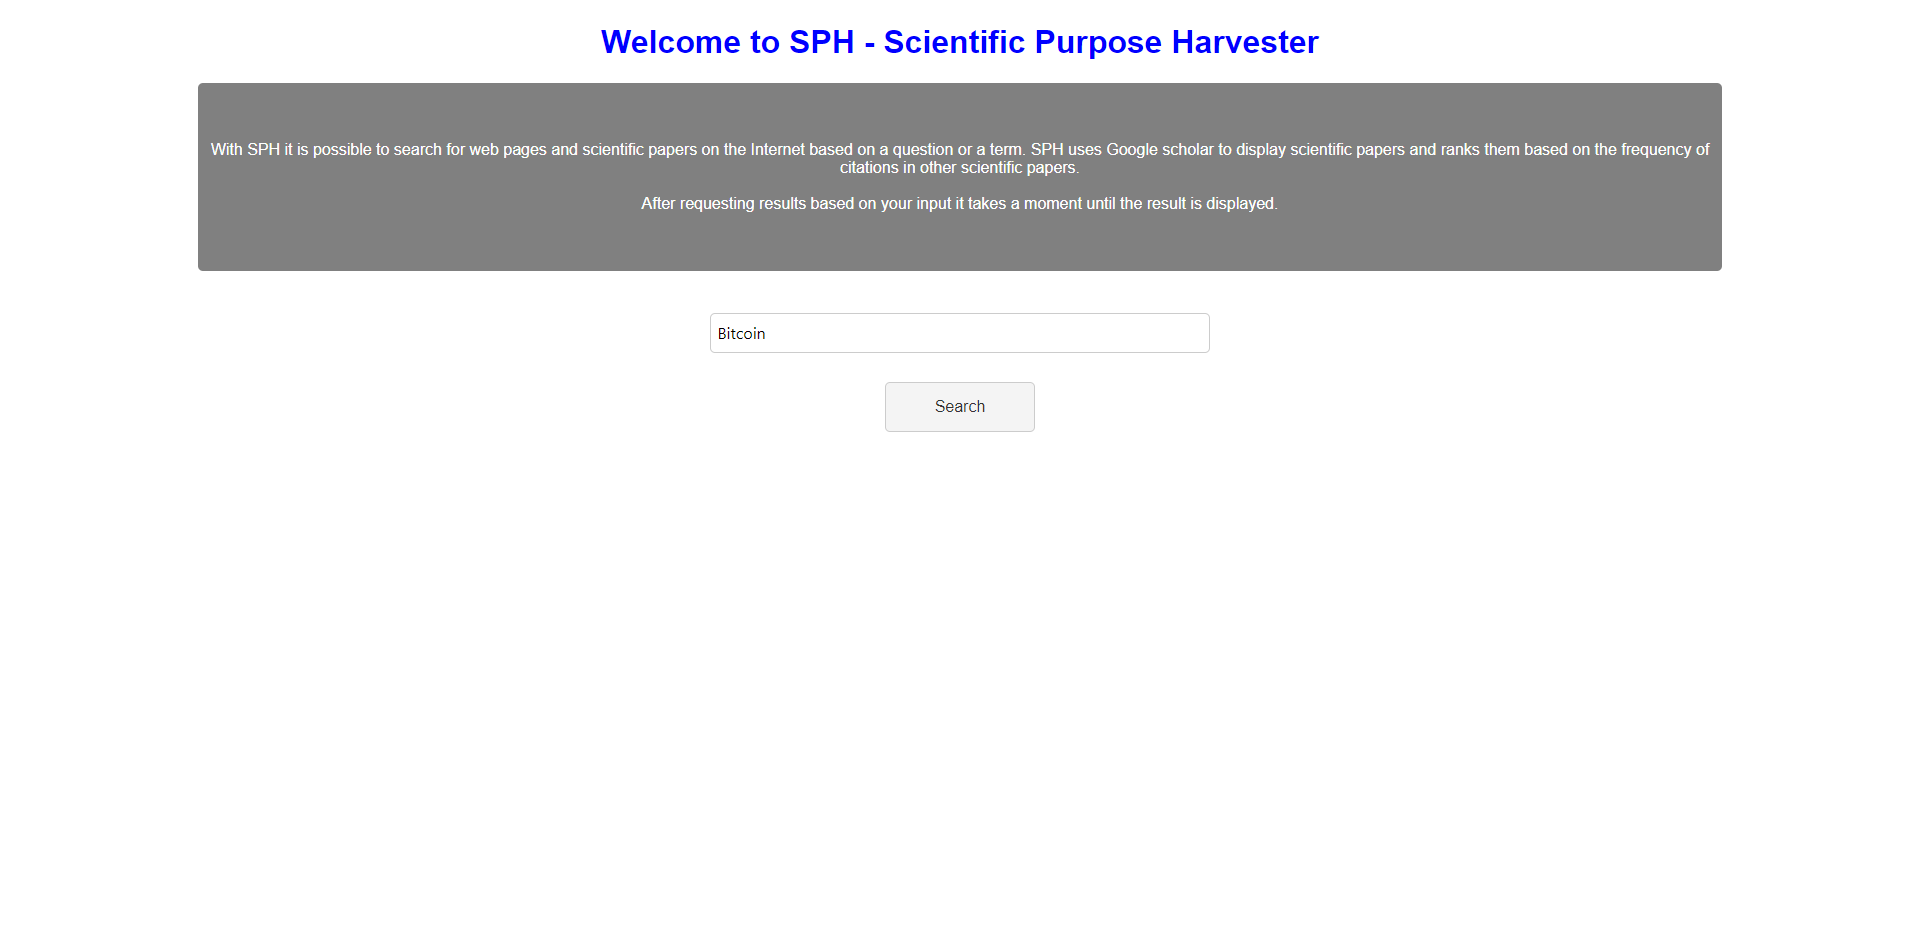 Welcome to SPH - Scientific Purpose Harvester
With SPH it is possible to search for web pages and scientific papers on the Internet based on a question or a term. SPH uses Google scholar to display scientific papers and ranks them based on the frequency of
citations in other scientific papers.
After requesting results based on your input it takes a moment until the result is displayed.
Bitcoin
Search